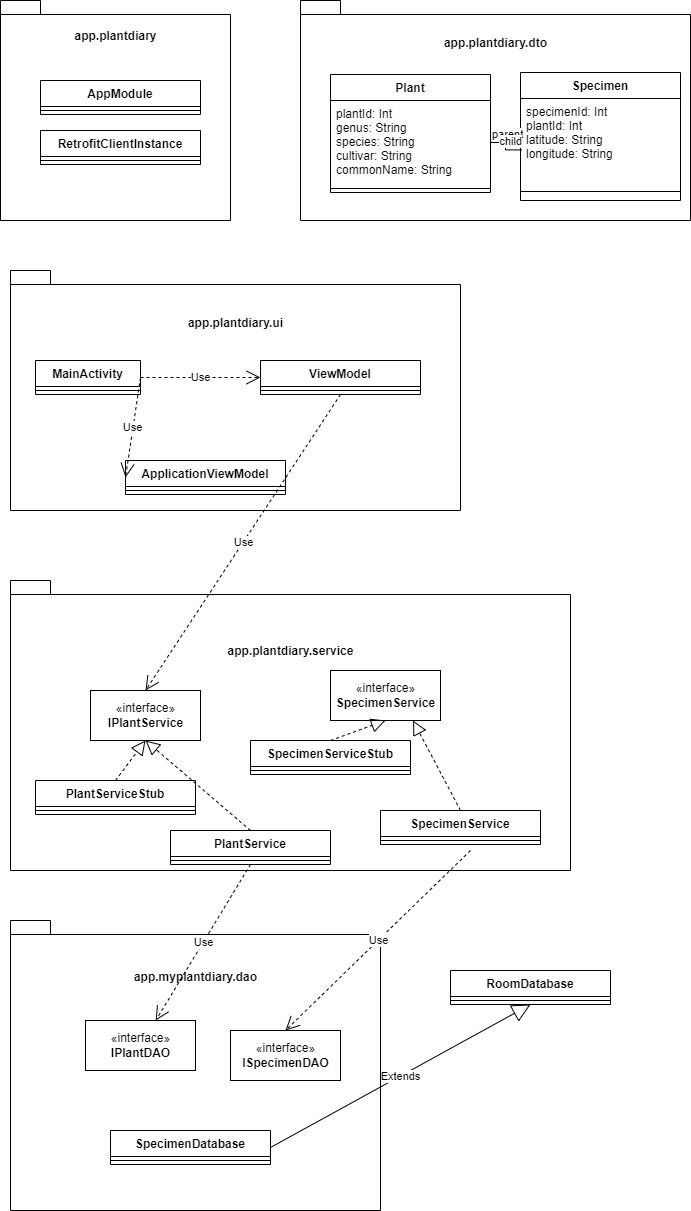 app.plantdiary
AppModule
RetrofitClientInstance
app.plantdiary.dto
Plant
plantId: Int
genus: String
species: String
cultivar: String
commonName: String
parent
child
Specimen
specimenId: Int
plantId: Int
latitude: String
longitude: String
app.plantdiary.ui
MainActivity
Use
ViewModel
Use
ApplicationViewModel
Use
app.plantdiary.service
«interface»
IPlantService
«interface»
SpecimenService
PlantServiceStub
SpecimenServiceStub
PlantService
SpecimenService
Use
Use
app.myplantdiary.dao
«interface»
IPlantDAO
«interface»
ISpecimenDAO
RoomDatabase
Extends
SpecimenDatabase